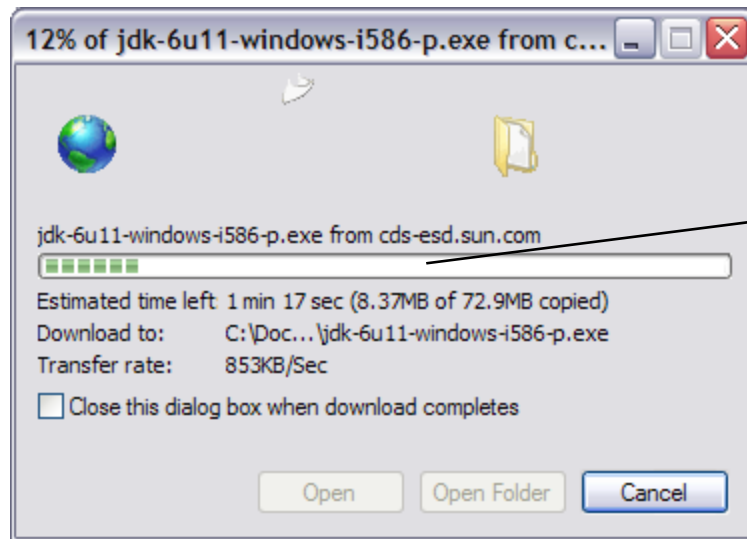 12% of jdk-6u11-windows-i586-p.exe from c...
jdk-6u11-windows-i586-p.exe from cds-esd.sun.com
Estimated time left: 1 min 17 sec (8.37MB of 72.9MB copied)
Download to: C:\Doc...\jdk-6u11-windows-i586-p.exe
Transfer rate: 853KB/Sec
Close this dialog box when download completes
Open Open Folder Cancel